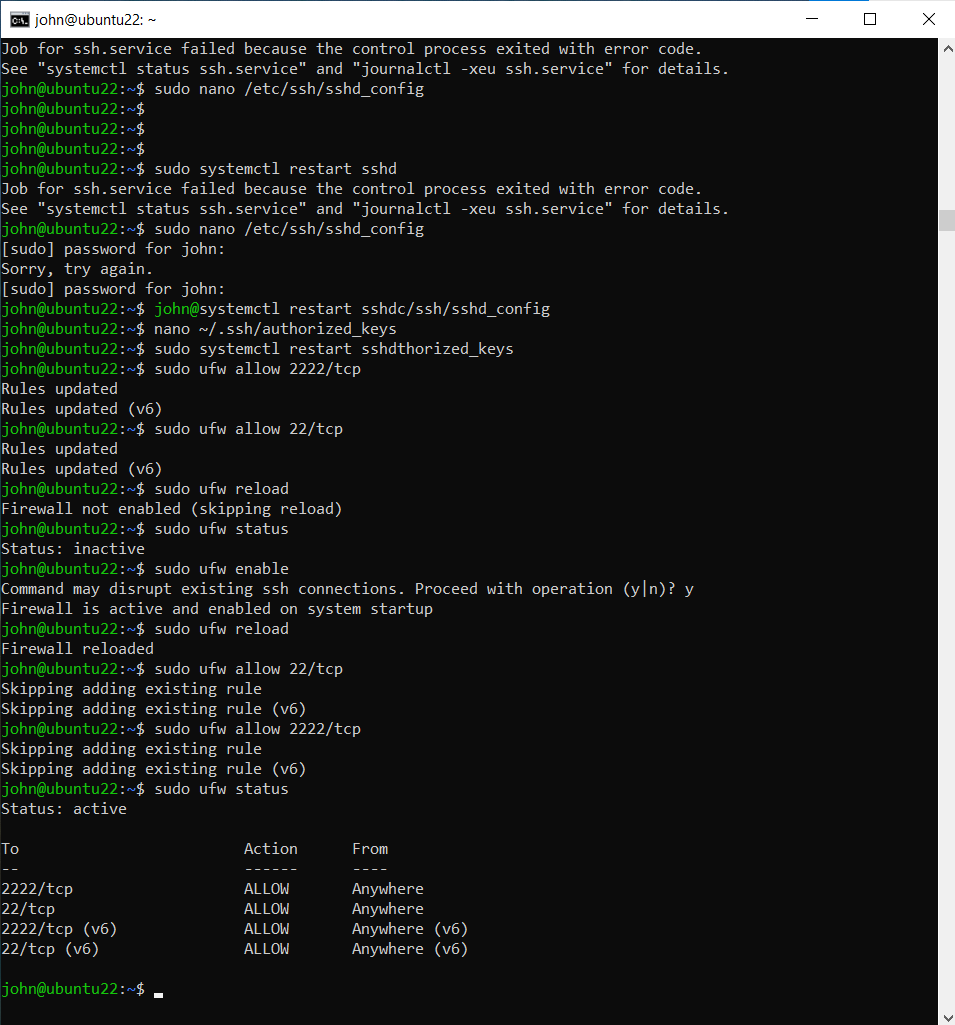 john@ubuntu22: ~
Job for ssh.service failed because the control process exited with error code.
See "systemctl status ssh.service" and "journalctl -xeu ssh.service" for details.
john@ubuntu22:~$ sudo nano /etc/ssh/sshd_config
john@ubuntu22:~$
john@ubuntu22:~$
john@ubuntu22:~$
john@ubuntu22:~$ sudo systemctl restart sshd
Job for ssh.service failed because the control process exited with error code.
See "systemctl status ssh.service" and "journalctl -xeu ssh.service" for details.
john@ubuntu22:~$ sudo nano /etc/ssh/sshd_config
[sudo] password for john:
Sorry, try again.
[sudo] password for john:
john@ubuntu22:~$ john@systemctl restart sshdc/ssh/sshd_config
john@ubuntu22:~$ nano ~/.ssh/authorized_keys
john@ubuntu22:~$ sudo systemctl restart sshdthorized_keys
john@ubuntu22:~$ sudo ufw allow 2222/tcp
Rules updated
Rules updated (v6)
john@ubuntu22:~$ sudo ufw allow 22/tcp
Rules updated
Rules updated (v6)
john@ubuntu22:~$ sudo ufw reload
Firewall not enabled (skipping reload)
john@ubuntu22:~$ sudo ufw status
Status: inactive
john@ubuntu22:~$ sudo ufw enable
Command may disrupt existing ssh connections. Proceed with operation (y|n)? y
Firewall is active and enabled on system startup
john@ubuntu22:~$ sudo ufw reload
Firewall reloaded
john@ubuntu22:~$ sudo ufw allow 22/tcp
Skipping adding existing rule
Skipping adding existing rule (v6)
john@ubuntu22:~$ sudo ufw allow 2222/tcp
Skipping adding existing rule
Skipping adding existing rule (v6)
john@ubuntu22:~$ sudo ufw status
Status: active
To Action From
-- ------ ----
2222/tcp ALLOW Anywhere
22/tcp ALLOW Anywhere
2222/tcp (v6) ALLOW Anywhere (v6)
22/tcp (v6) ALLOW Anywhere (v6)
john@ubuntu22:~$